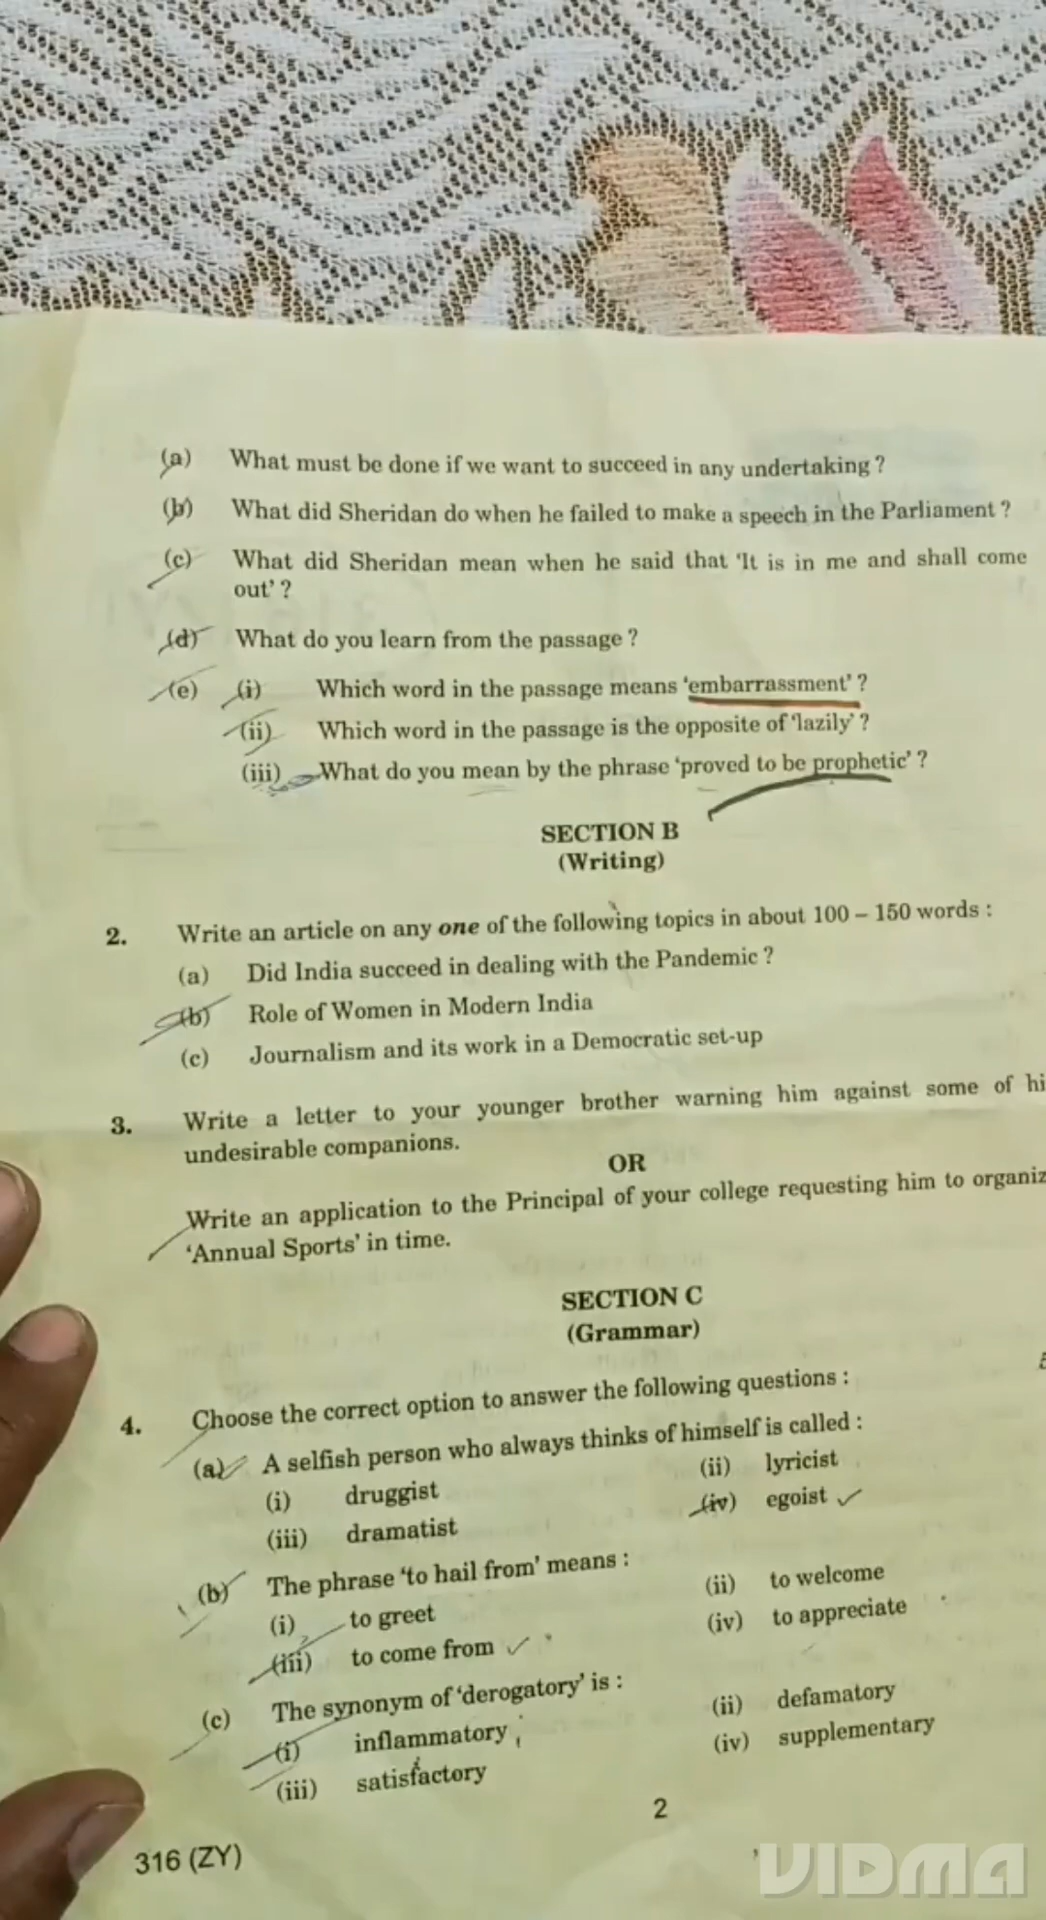 (a) What must be done if we want to succeed in any undertaking ?
(b) What did Sheridan do when he failed to make a speech in the Parliament ?
(c) What did Sheridan mean when he said that ‘It is in me and shall come
out’ ?
(d) What do you learn from the passage ?
(e) (i) Which word in the passage means ‘embarrassment’ ?
(ii) Which word in the passage is the opposite of ‘lazily’ ?
(iii) What do you mean by the phrase ‘proved to be prophetic’ ?
SECTION B
(Writing)
2. Write an article on any one of the following topics in about 100 – 150 words :
(a) Did India succeed in dealing with the Pandemic ?
(b) Role of Women in Modern India
(c) Journalism and its work in a Democratic set-up
3. Write a letter to your younger brother warning him against some of hi
undesirable companions.
OR
Write an application to the Principal of your college requesting him to organiz
‘Annual Sports’ in time.
SECTION C
(Grammar)
4. Choose the correct option to answer the following questions :
(a) A selfish person who always thinks of himself is called :
(i) druggist (ii) lyricist
(iii) dramatist (iv) egoist
(b) The phrase ‘to hail from’ means :
(i) to greet (ii) to welcome
(iii) to come from (iv) to appreciate
(c) The synonym of ‘derogatory’ is :
(i) inflammatory (ii) defamatory
(iii) satisfactory (iv) supplementary
2
316 (ZY)
VIDMA